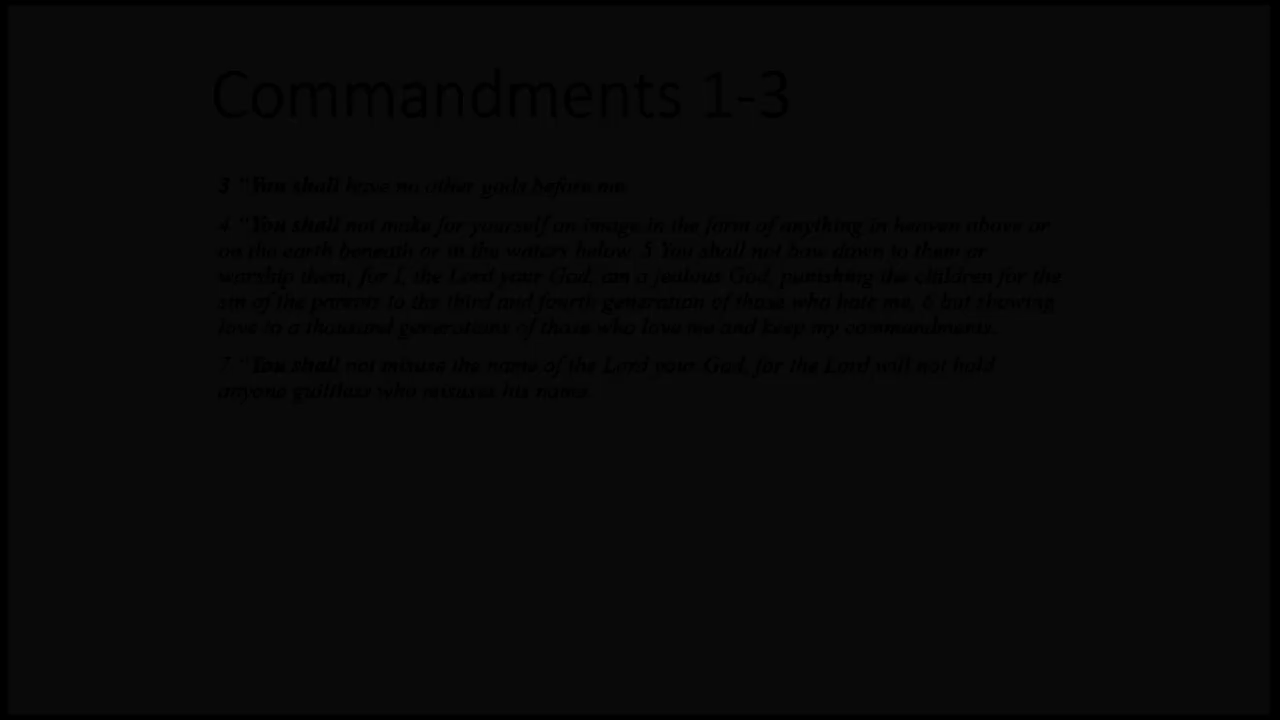 Commandments 1-3
3 "You shall have no other gods before me.
4 "You shall not make for yourself an image in the form of anything in heaven above or
on the earth beneath or in the waters below. 5 You shall not bow down to them or
worship them; for I, the Lord your God, am a jealous God, punishing the children for the
sin of the parents to the third and fourth generation of those who hate me, 6 but showing
love to a thousand generations of those who love me and keep my commandments.
7 "You shall not misuse the name of the Lord your God, for the Lord will not hold
anyone guiltless who misuses his name.